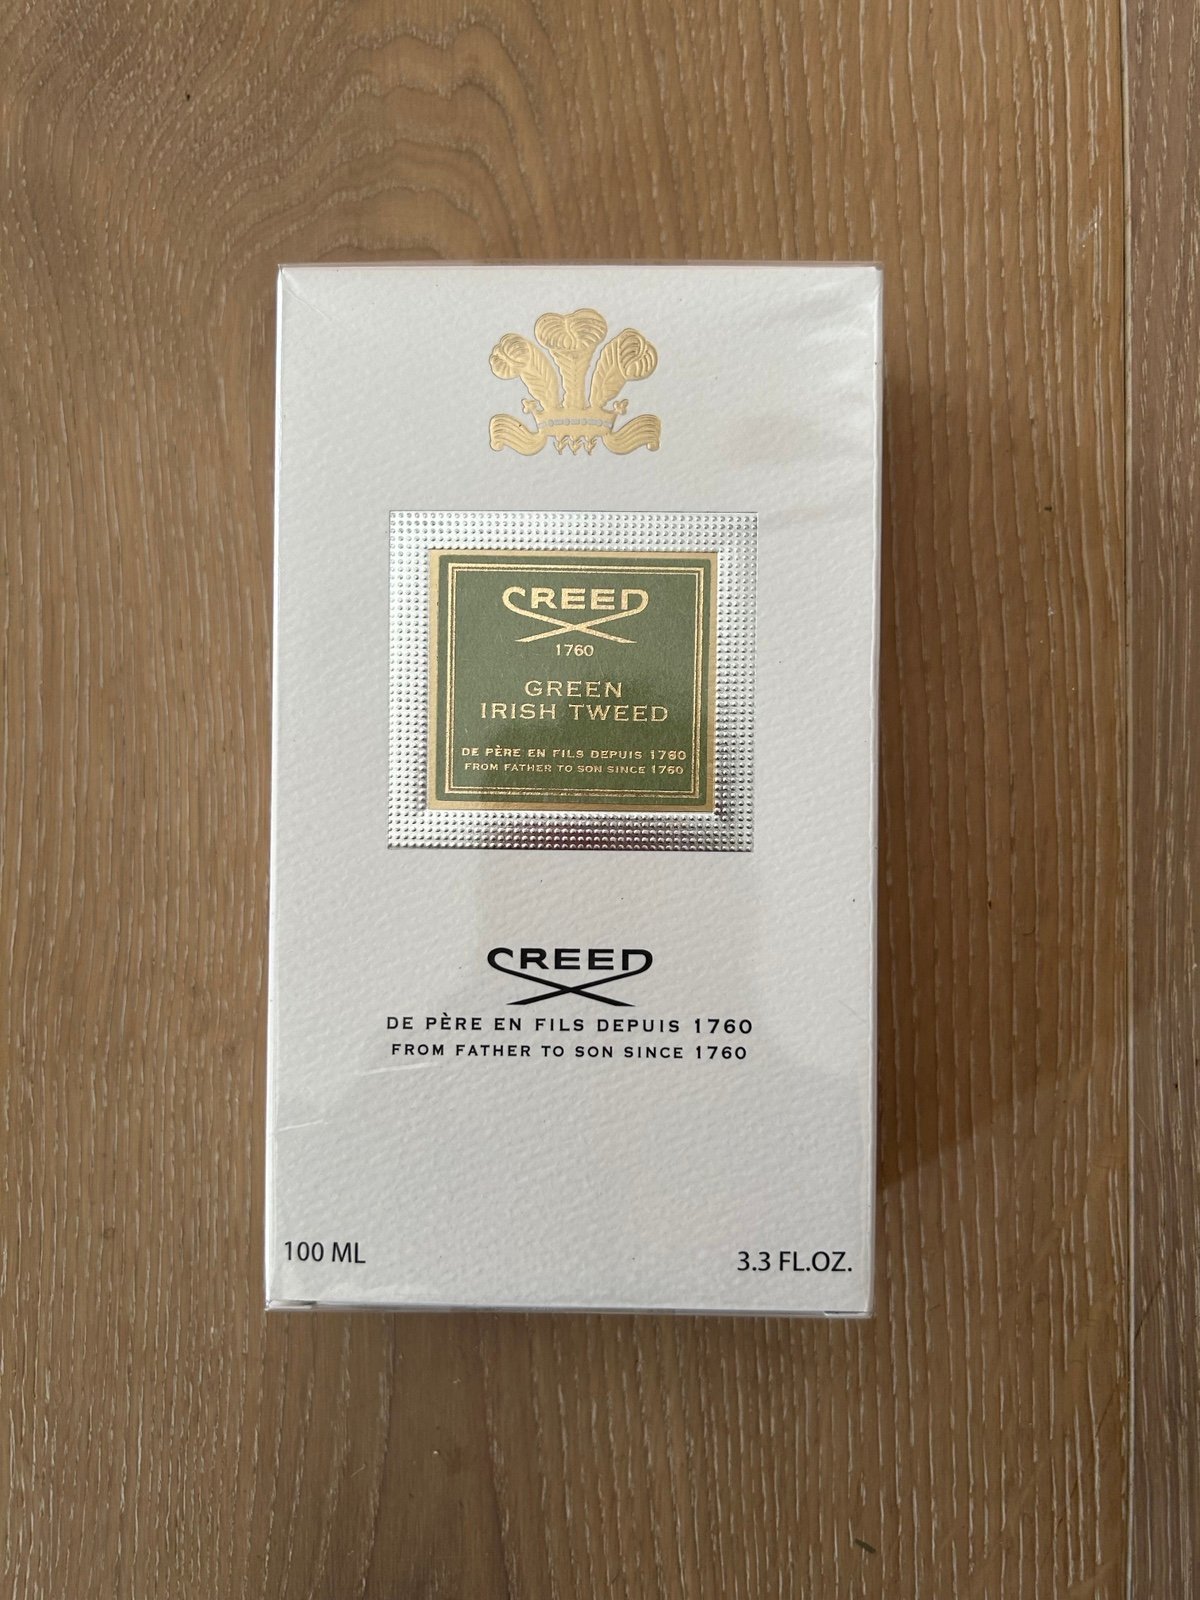 CREED
1760
GREEN
IRISH TWEED
DE PÈRE EN FILS DEPUIS 1760
FROM FATHER TO SON SINCE 1760
CREED
DE PÈRE EN FILS DEPUIS 1760
FROM FATHER TO SON SINCE 1760
100 ML
3.3 FL.OZ.